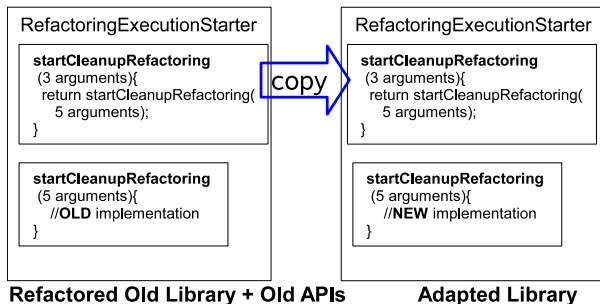 RefactoringExecutionStarter
startCleanupRefactoring
(3 arguments){
return startCleanupRefactoring(
5 arguments);
}
startCleanupRefactoring
(5 arguments){
//OLD implementation
}
Refactored Old Library + Old APIs
copy
RefactoringExecutionStarter
startCleanupRefactoring
(3 arguments){
return startCleanupRefactoring(
5 arguments);
}
startCleanupRefactoring
(5 arguments){
//NEW implementation
}
Adapted Library